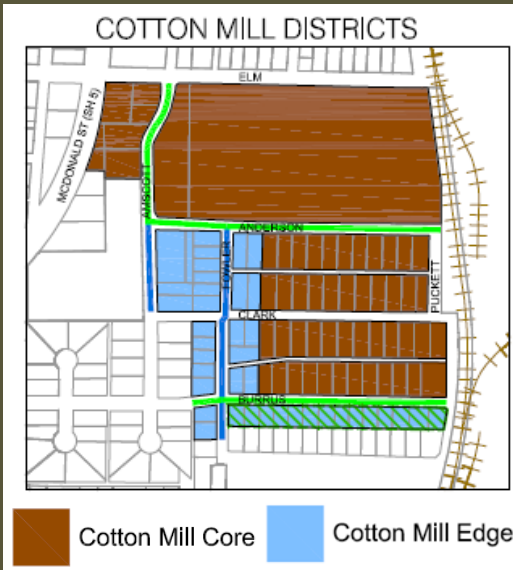 COTTON MILL DISTRICTS
ELM
MCDONALD ST (SH 5)
AMSCOTT
ANDERSON
FOWLER
PUCKETT
CLARK
BURRUS
Cotton Mill Core
Cotton Mill Edge